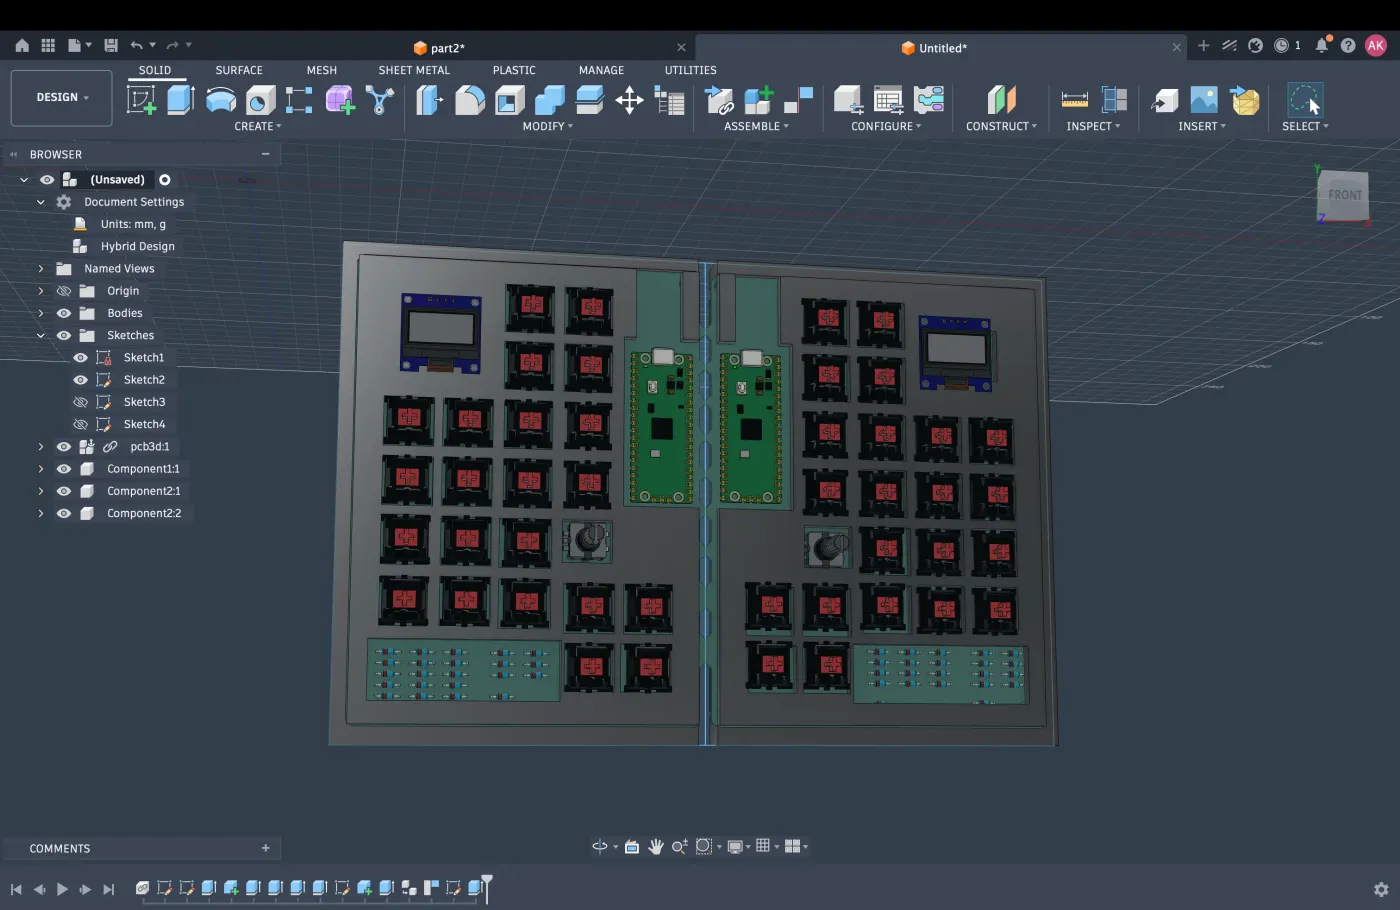 part2*
Untitled*
1
AK
DESIGN
SOLID
SURFACE
MESH
SHEET METAL
PLASTIC
MANAGE
UTILITIES
CREATE
MODIFY
ASSEMBLE
CONFIGURE
CONSTRUCT
INSPECT
INSERT
SELECT
BROWSER
(Unsaved)
Document Settings
Units: mm, g
Hybrid Design
Named Views
Origin
Bodies
Sketches
Sketch1
Sketch2
Sketch3
Sketch4
pcb3d:1
Component1:1
Component2:1
Component2:2
Y
FRONT
Z
X
COMMENTS